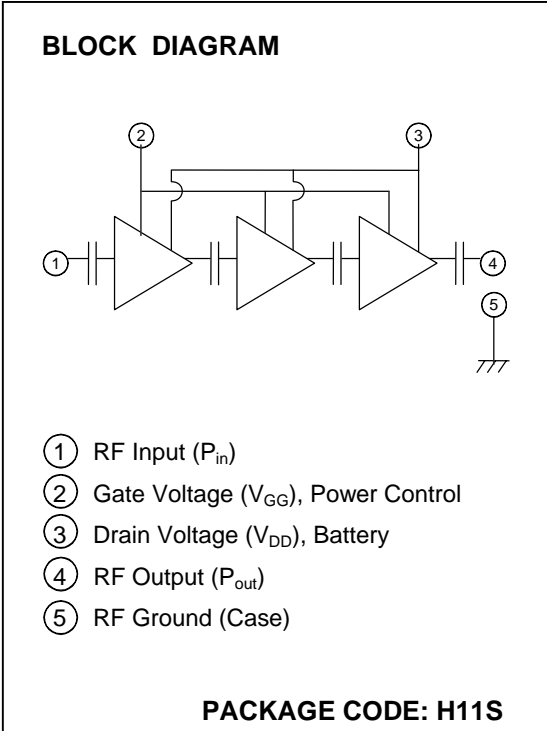 BLOCK DIAGRAM
2 3
1 4
5
1 RF Input (Pin)
2 Gate Voltage (VGG), Power Control
3 Drain Voltage (VDD), Battery
4 RF Output (Pout)
5 RF Ground (Case)
PACKAGE CODE: H11S